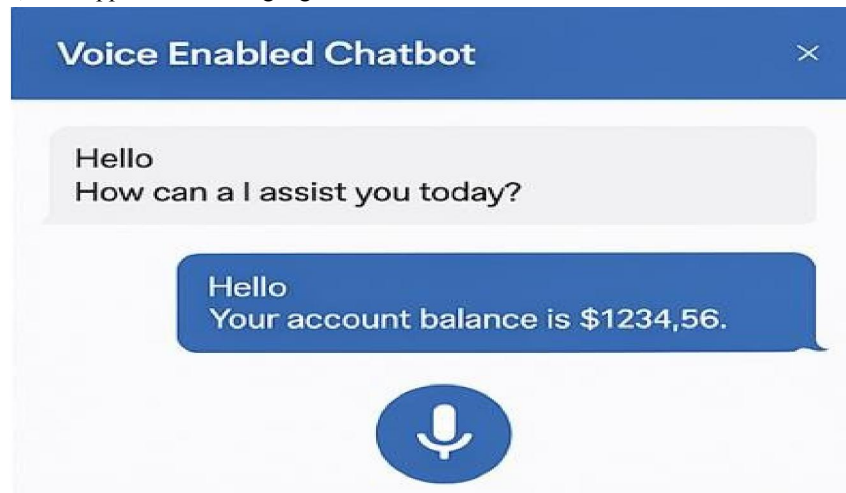 Voice Enabled Chatbot
Hello
How can a I assist you today?
Hello
Your account balance is $1234,56.